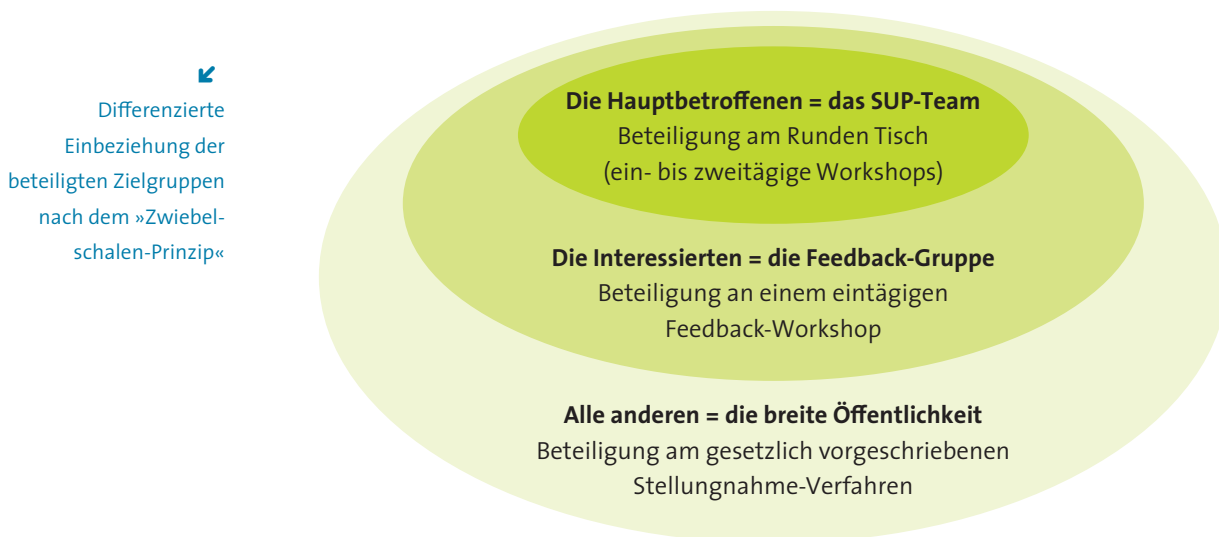 Differenzierte
Einbeziehung der
beteiligten Zielgruppen
nach dem »Zwiebel-
schalen-Prinzip«
Die Hauptbetroffenen = das SUP-Team
Beteiligung am Runden Tisch
(ein- bis zweitägige Workshops)
Die Interessierten = die Feedback-Gruppe
Beteiligung an einem eintägigen
Feedback-Workshop
Alle anderen = die breite Öffentlichkeit
Beteiligung am gesetzlich vorgeschriebenen
Stellungnahme-Verfahren